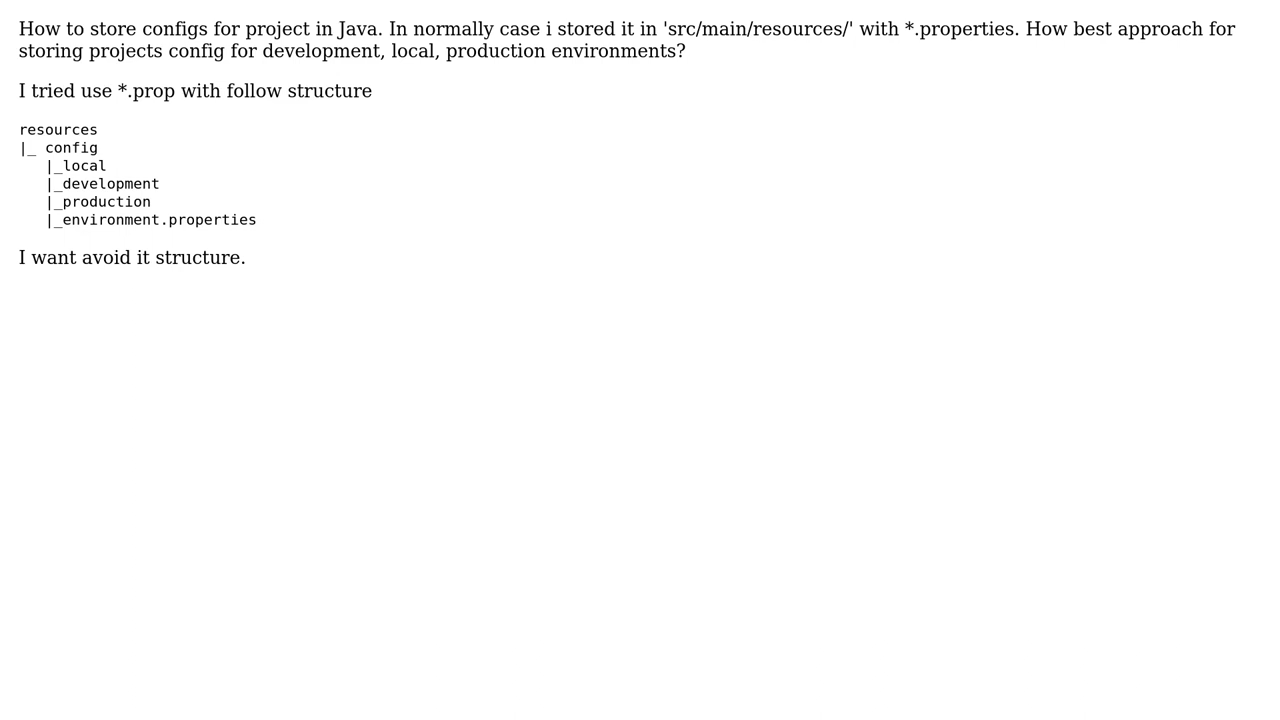 How to store configs for project in Java. In normally case i stored it in 'src/main/resources/' with *.properties. How best approach for
storing projects config for development, local, production environments?
I tried use *.prop with follow structure
resources
|_ config
   |_local
   |_development
   |_production
   |_environment.properties
I want avoid it structure.